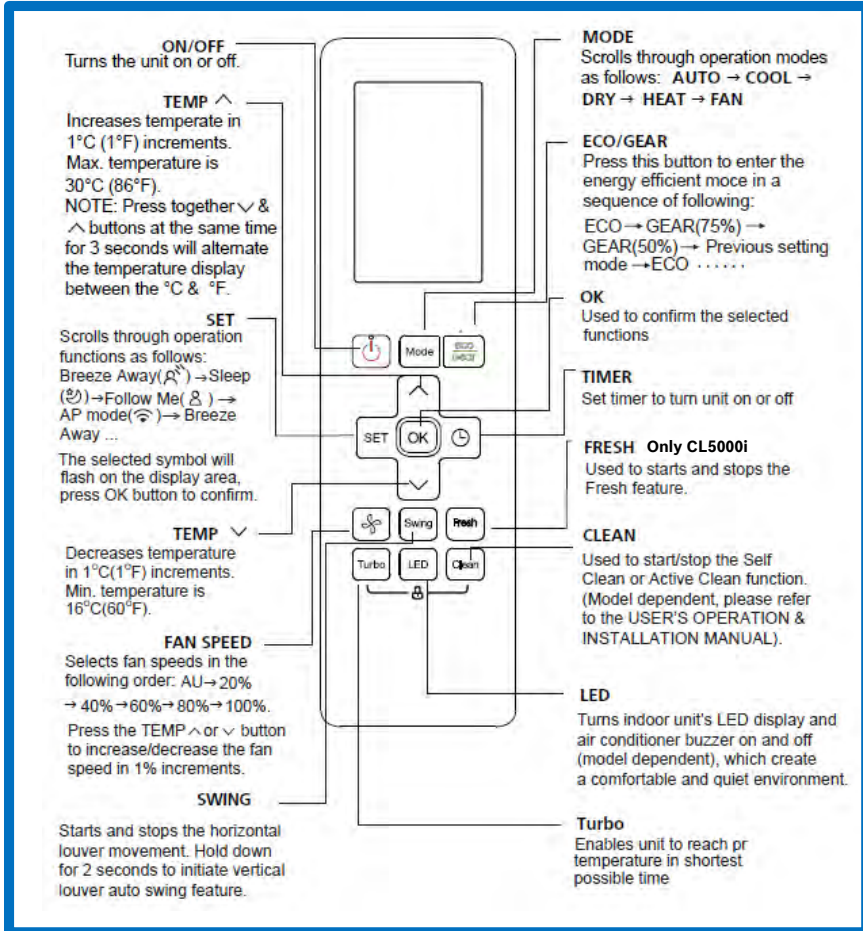 ON/OFF
Turns the unit on or off.
TEMP ∧
Increases temperate in
1°C (1°F) increments.
Max. temperature is
30°C (86°F).
NOTE: Press together ∨ &
∧ buttons at the same time
for 3 seconds will alternate
the temperature display
between the °C & °F.
SET
Scrolls through operation
functions as follows:
Breeze Away( ) →Sleep
( )→Follow Me( ) →
AP mode( )→ Breeze
Away ...
The selected symbol will
flash on the display area,
press OK button to confirm.
TEMP ∨
Decreases temperature
in 1°C(1°F) increments.
Min. temperature is
16°C(60°F).
FAN SPEED
Selects fan speeds in the
following order: AU→20%
→ 40%→60%→80%→100%.
Press the TEMP ∧ or ∨ button
to increase/decrease the fan
speed in 1% increments.
SWING
Starts and stops the horizontal
louver movement. Hold down
for 2 seconds to initiate vertical
louver auto swing feature.
Mode
eco
GEAR
SET
OK
Swing
Fresh
Turbo
LED
Clean
MODE
Scrolls through operation modes
as follows: AUTO → COOL →
DRY → HEAT → FAN
ECO/GEAR
Press this button to enter the
energy efficient moce in a
sequence of following:
ECO→ GEAR(75%) →
GEAR(50%)→ Previous setting
mode →ECO ······
OK
Used to confirm the selected
functions
TIMER
Set timer to turn unit on or off
FRESH Only CL5000i
Used to starts and stops the
Fresh feature.
CLEAN
Used to start/stop the Self
Clean or Active Clean function.
(Model dependent, please refer
to the USER'S OPERATION &
INSTALLATION MANUAL).
LED
Turns indoor unit's LED display and
air conditioner buzzer on and off
(model dependent), which create
a comfortable and quiet environment.
Turbo
Enables unit to reach pr
temperature in shortest
possible time